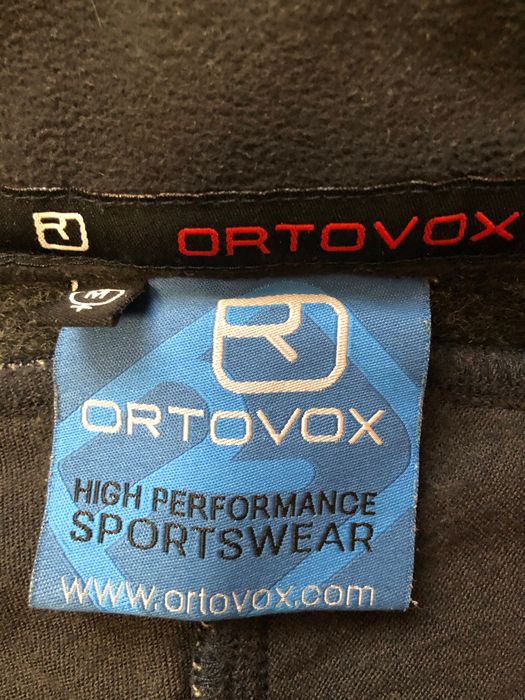 R ORTOVOX
M
R
ORTOVOX
HIGH PERFORMANCE
SPORTSWEAR
www.ortovox.com